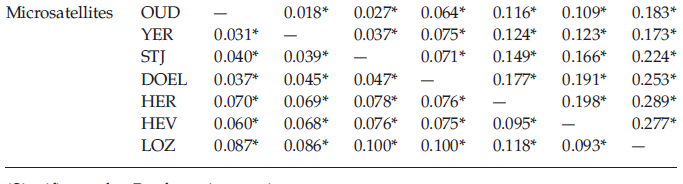 Microsatellites OUD — 0.018* 0.027* 0.064* 0.116* 0.109* 0.183*
YER 0.031* — 0.037* 0.075* 0.124* 0.123* 0.173*
STJ 0.040* 0.039* — 0.071* 0.149* 0.166* 0.224*
DOEL 0.037* 0.045* 0.047* — 0.177* 0.191* 0.253*
HER 0.070* 0.069* 0.078* 0.076* — 0.198* 0.289*
HEV 0.060* 0.068* 0.076* 0.075* 0.095* — 0.277*
LOZ 0.087* 0.086* 0.100* 0.100* 0.118* 0.093* —